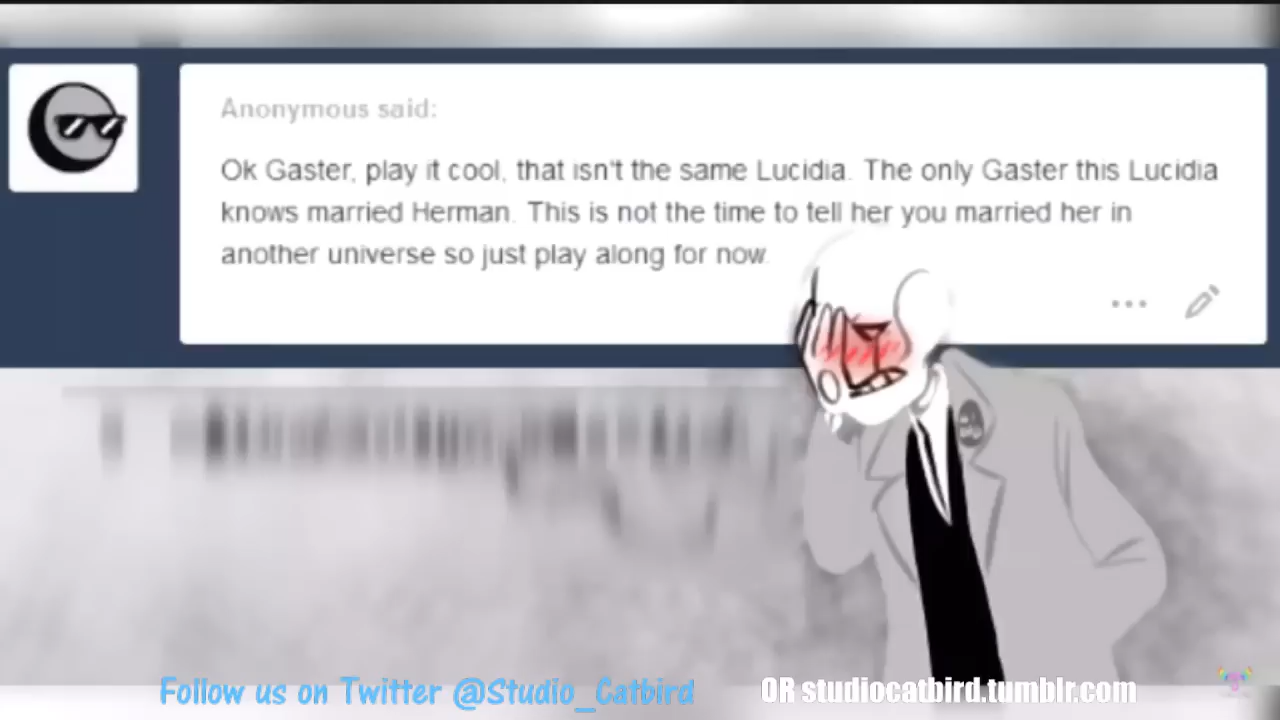 Anonymous said:
Ok Gaster, play it cool, that isn't the same Lucidia. The only Gaster this Lucidia
knows married Herman. This is not the time to tell her you married her in
another universe so just play along for now.
Follow us on Twitter @Studio_Catbird OR studiocatbird.tumblr.com